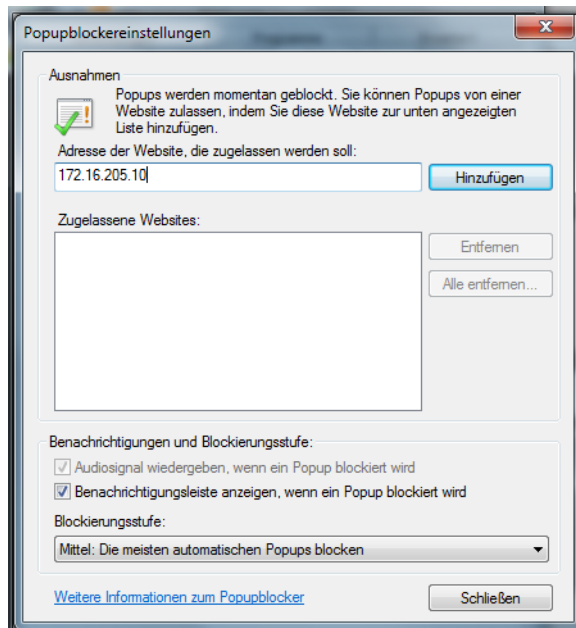 Popupblockereinstellungen
Ausnahmen
Popups werden momentan geblockt. Sie können Popups von einer
Website zulassen, indem Sie diese Website zur unten angezeigten
Liste hinzufügen.
Adresse der Website, die zugelassen werden soll:
172.16.205.10
Hinzufügen
Zugelassene Websites:
Entfernen
Alle entfernen...
Benachrichtigungen und Blockierungsstufe:
Audiosignal wiedergeben, wenn ein Popup blockiert wird
Benachrichtigungsleiste anzeigen, wenn ein Popup blockiert wird
Blockierungsstufe:
Mittel: Die meisten automatischen Popups blocken
Weitere Informationen zum Popupblocker
Schließen